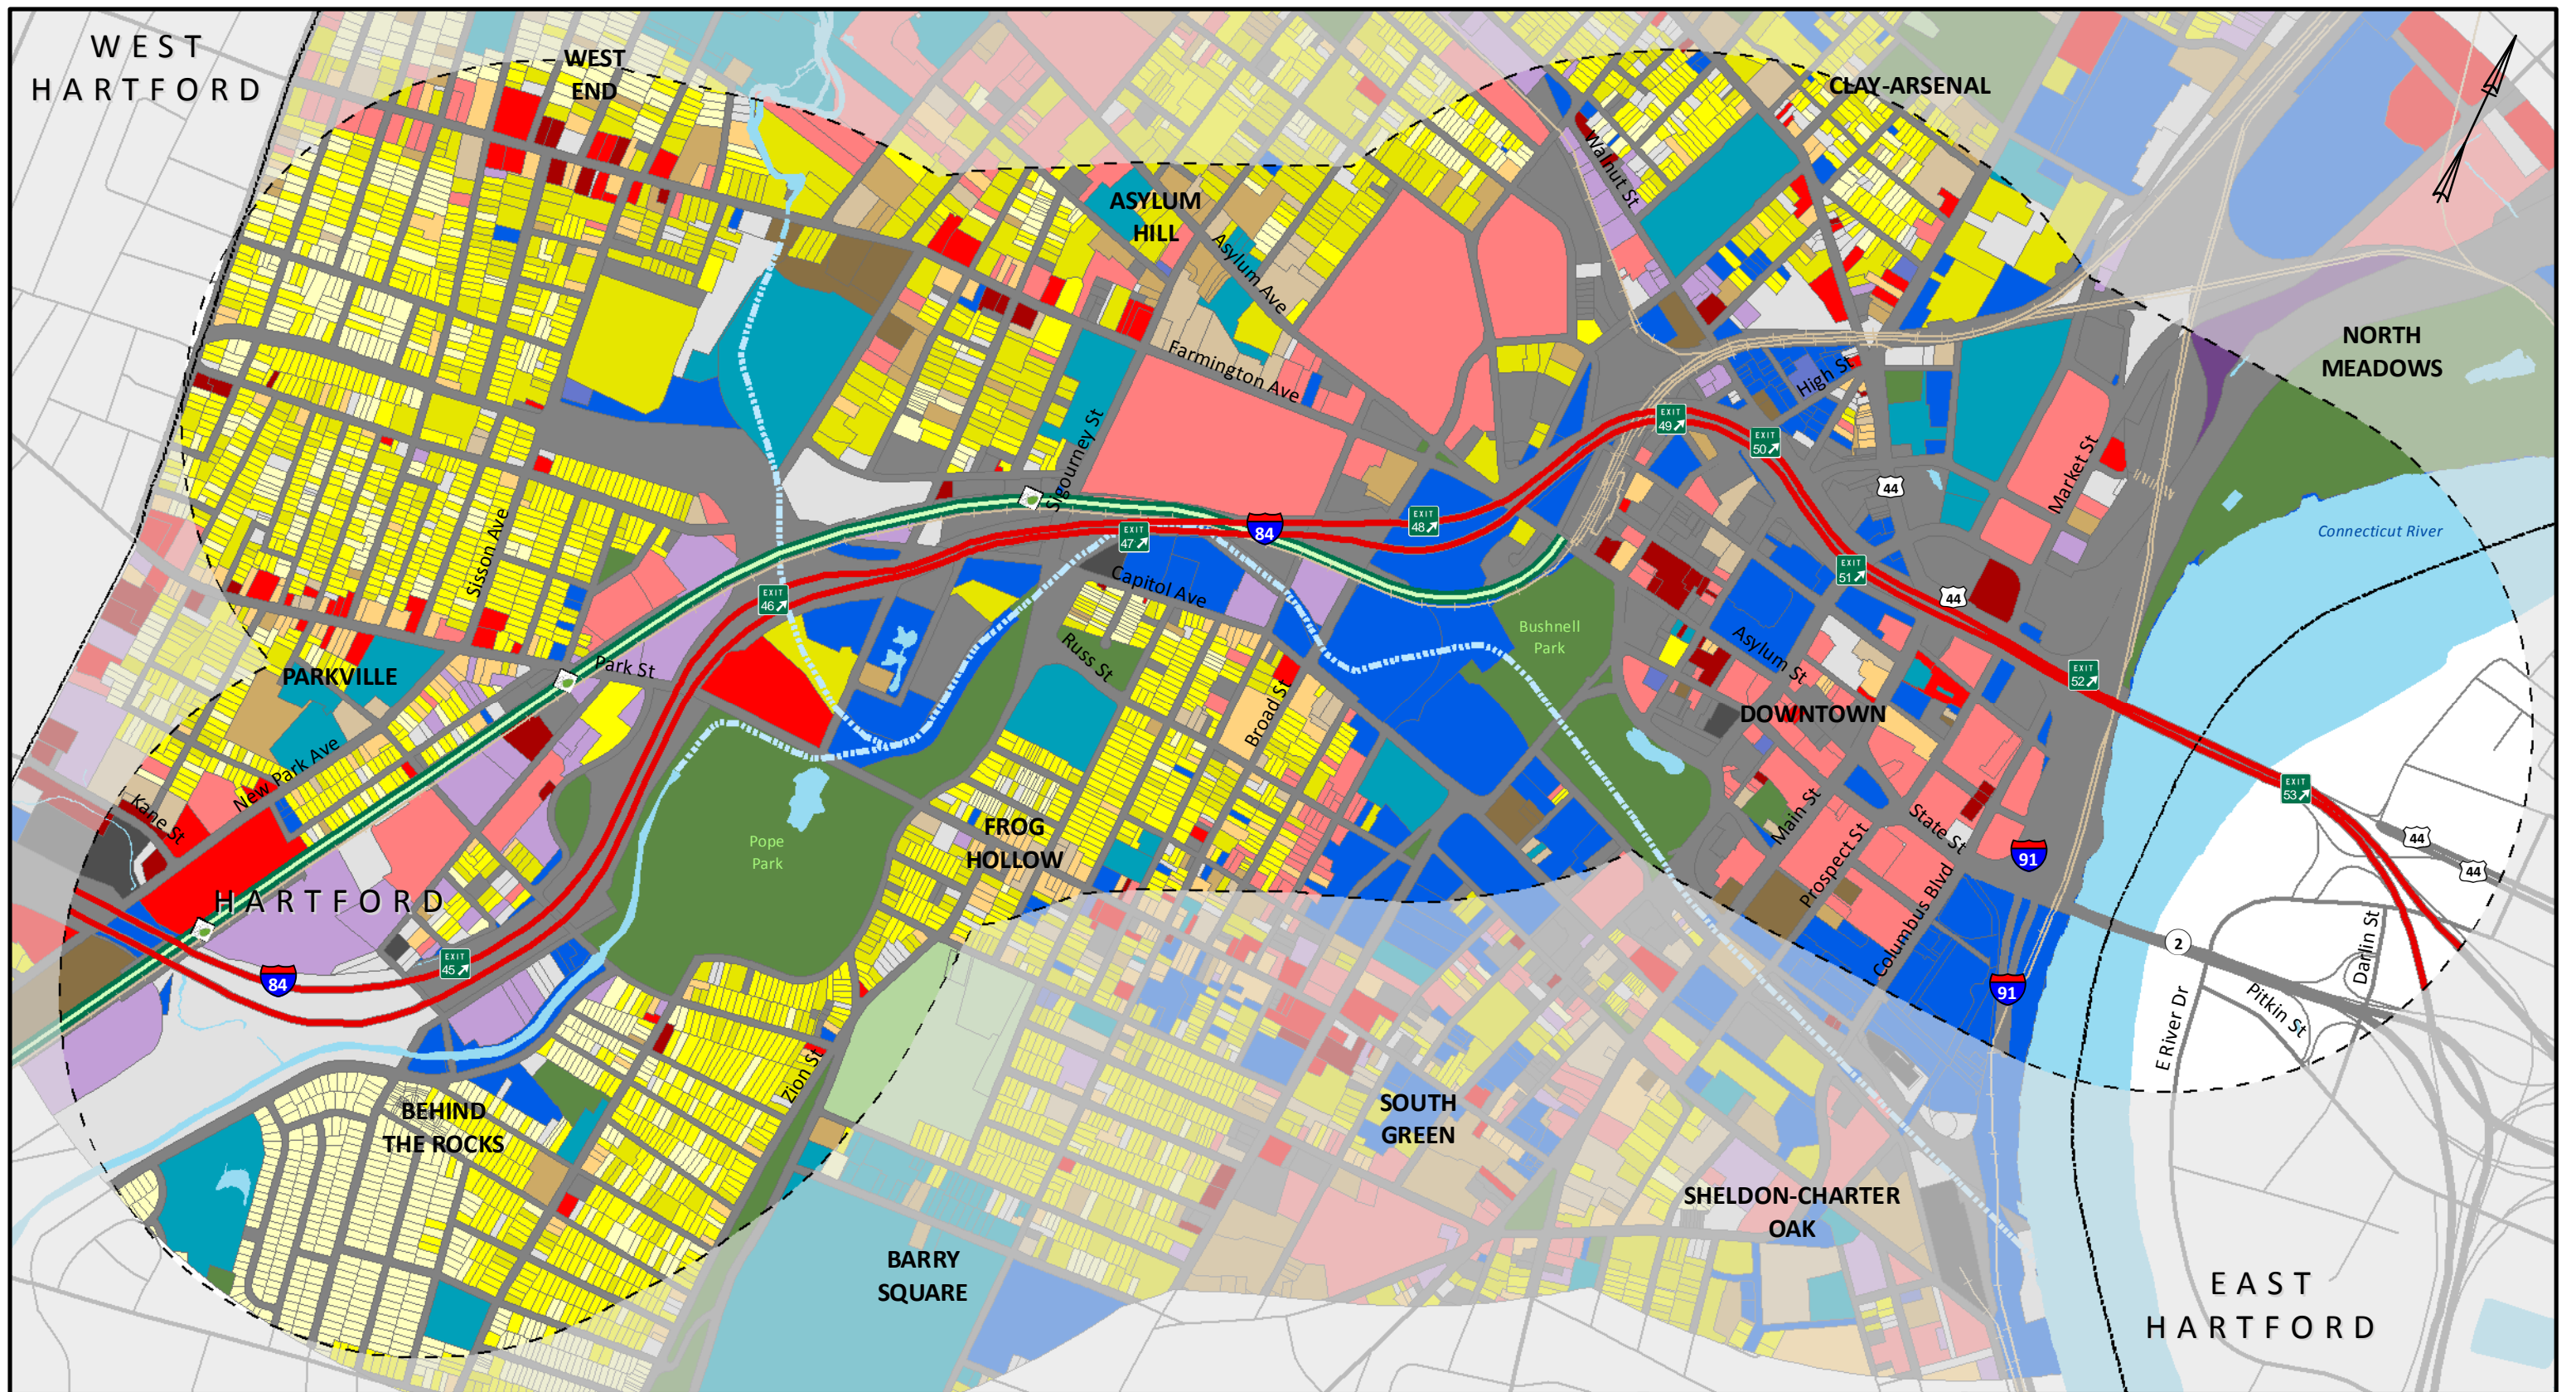 WEST
HARTFORD
WEST
END
CLAY-ARSENAL
Walnut St
ASYLUM
HILL
Asylum Ave
NORTH
MEADOWS
Farmington Ave
High St
EXIT
49
EXIT
50
Sigourney St
Market St
44
Connecticut River
84
EXIT
48
EXIT
47
Sisson Ave
Capitol Ave
EXIT
51
44
EXIT
46
Bushnell
Park
Asylum St
Russ St
Park St
PARKVILLE
EXIT
52
Broad St
DOWNTOWN
New Park Ave
Kane St
EXIT
53
Main St
State St
FROG
HOLLOW
Pope
Park
Prospect St
91
44
44
HARTFORD
Columbus Blvd
2
Darlin St
EXIT
45
84
91
Pitkin St
E River Dr
Zion St
BEHIND
THE ROCKS
SOUTH
GREEN
SHELDON-CHARTER
OAK
BARRY
SQUARE
EAST
HARTFORD